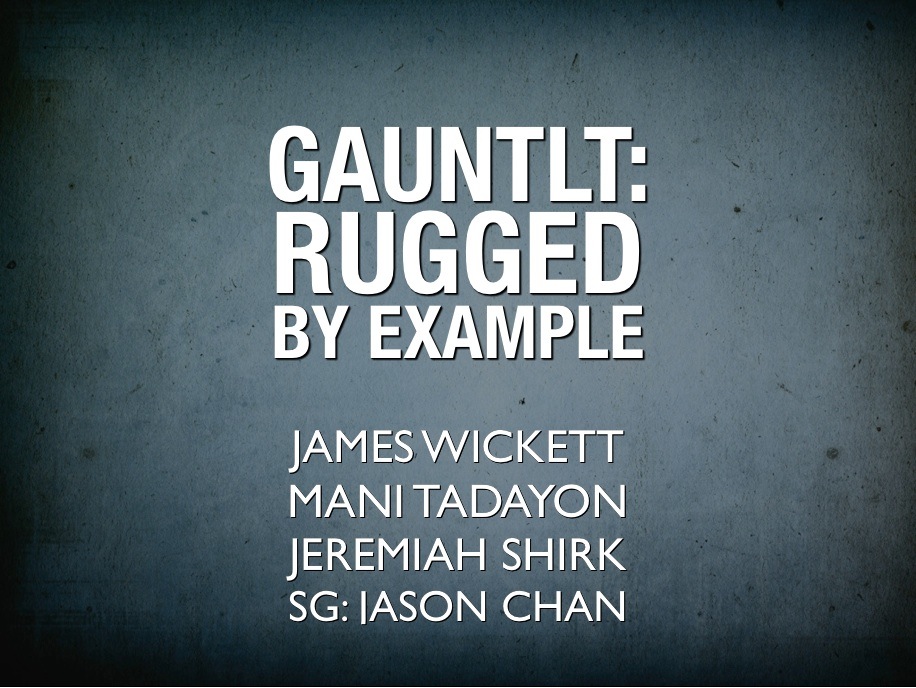 GAUNTLT:
RUGGED
BY EXAMPLE
JAMES WICKETT
MANI TADAYON
JEREMIAH SHIRK
SG: JASON CHAN